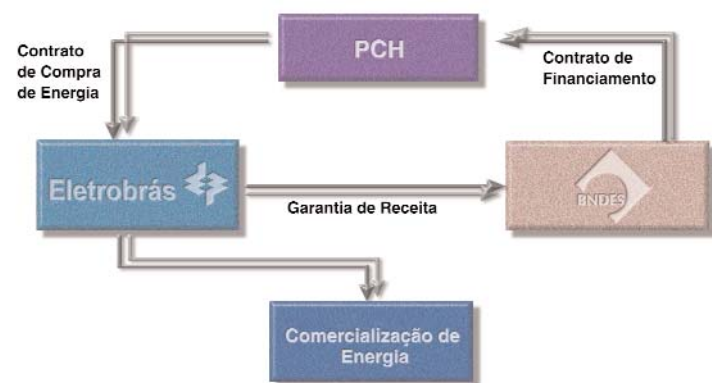 PCH
Contrato
de Compra
de Energia
Contrato de
Financiamento
Eletrobrás
Garantia de Receita
BNDES
Comercialização de
Energia